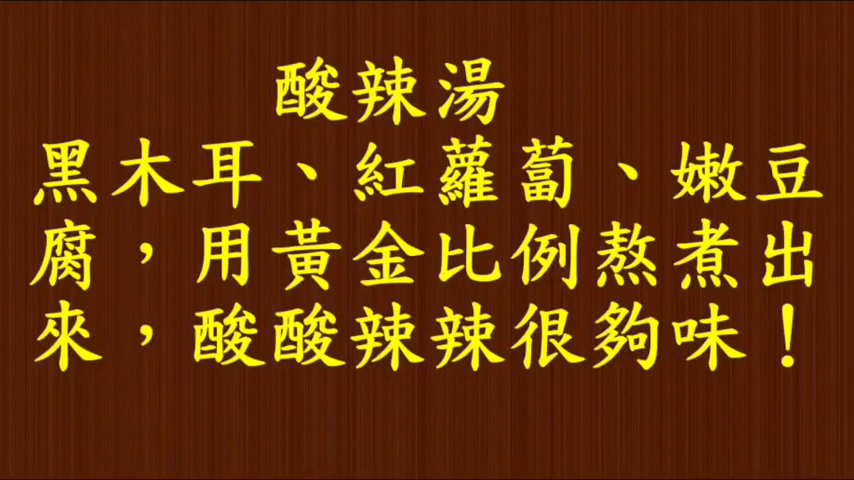 酸辣湯
黑木耳、紅蘿蔔、嫩豆
腐，用黃金比例熬煮出
來，酸酸辣辣很夠味！